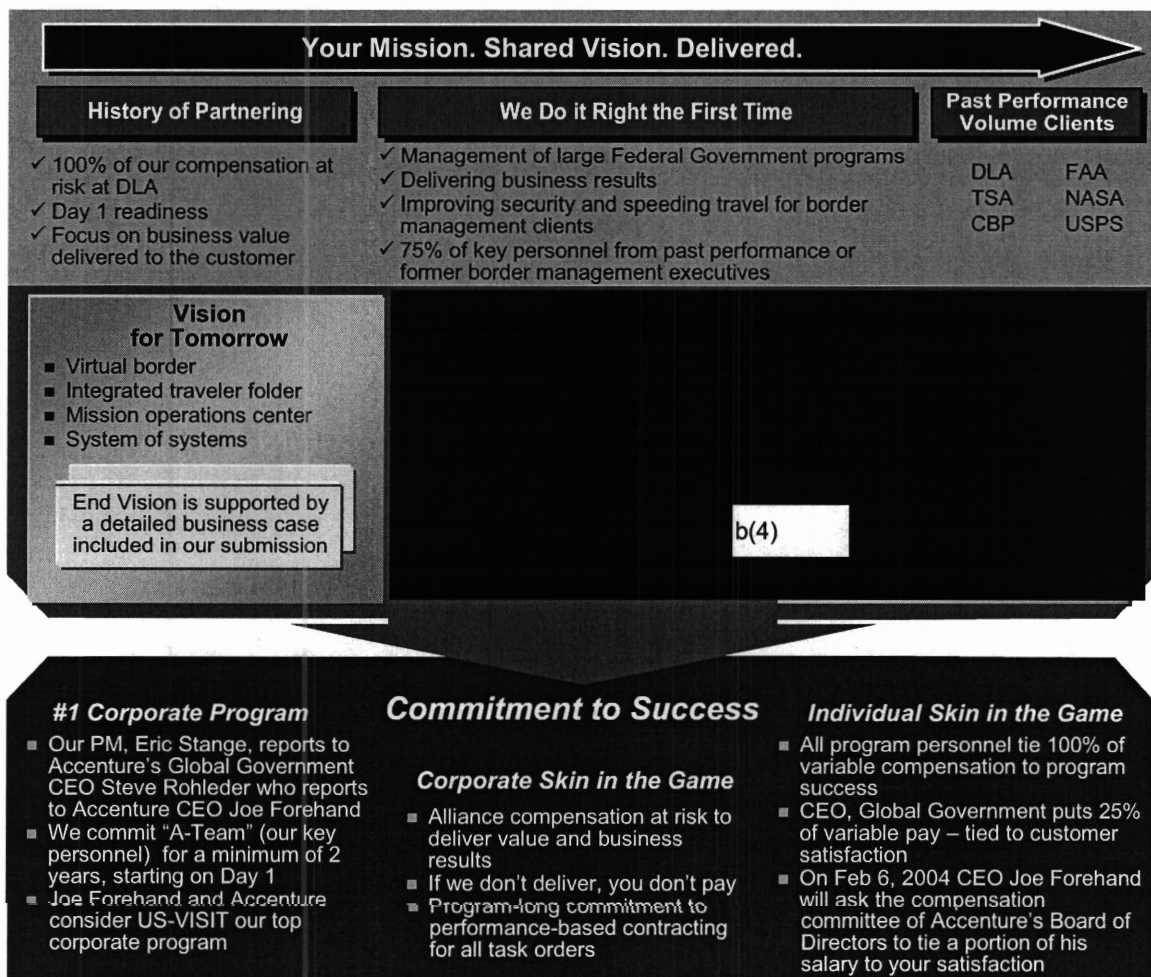 Your Mission. Shared Vision. Delivered.
History of Partnering
✓ 100% of our compensation at
risk at DLA
✓ Day 1 readiness
✓ Focus on business value
delivered to the customer
We Do it Right the First Time
✓ Management of large Federal Government programs
✓ Delivering business results
✓ Improving security and speeding travel for border
management clients
✓ 75% of key personnel from past performance or
former border management executives
Past Performance
Volume Clients
DLA FAA
TSA NASA
CBP USPS
Vision
for Tomorrow
■ Virtual border
■ Integrated traveler folder
■ Mission operations center
■ System of systems
End Vision is supported by
a detailed business case
included in our submission
b(4)
Commitment to Success
#1 Corporate Program
■ Our PM, Eric Stange, reports to
Accenture's Global Government
CEO Steve Rohleder who reports
to Accenture CEO Joe Forehand
■ We commit "A-Team" (our key
personnel) for a minimum of 2
years, starting on Day 1
■ Joe Forehand and Accenture
consider US-VISIT our top
corporate program
Corporate Skin in the Game
■ Alliance compensation at risk to
deliver value and business
results
■ If we don't deliver, you don't pay
■ Program-long commitment to
performance-based contracting
for all task orders
Individual Skin in the Game
■ All program personnel tie 100% of
variable compensation to program
success
■ CEO, Global Government puts 25%
of variable pay – tied to customer
satisfaction
■ On Feb 6, 2004 CEO Joe Forehand
will ask the compensation
committee of Accenture's Board of
Directors to tie a portion of his
salary to your satisfaction